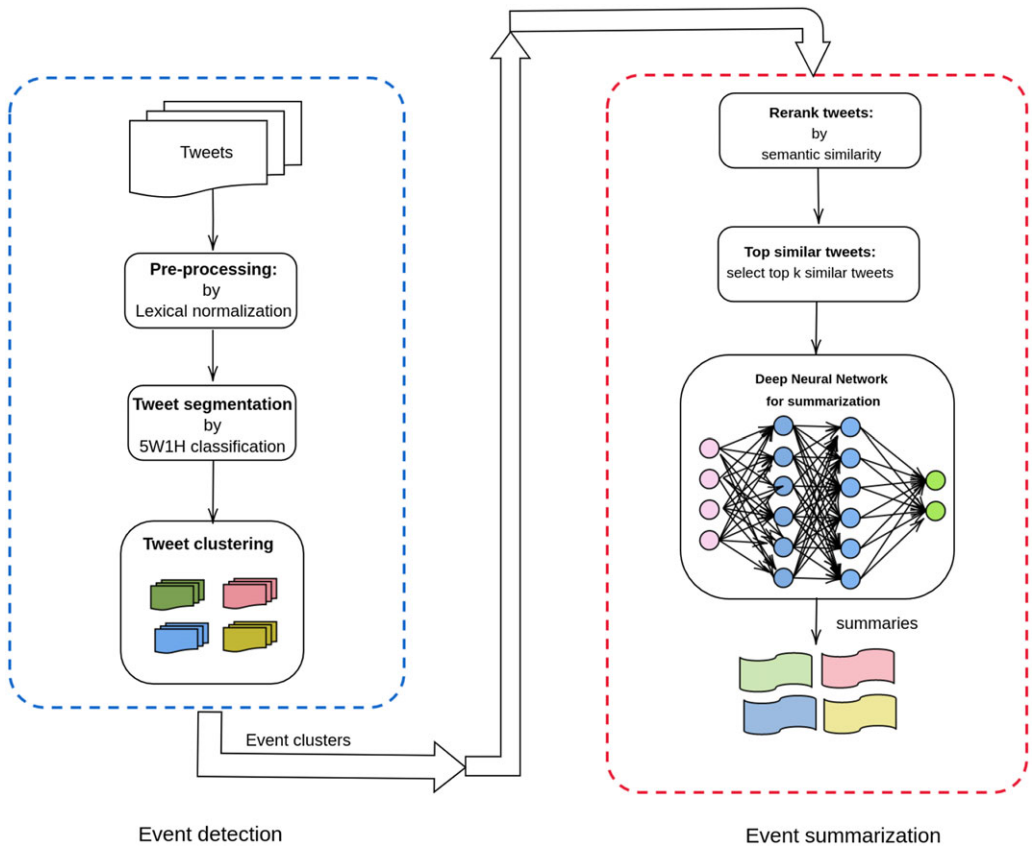 Tweets
Pre-processing:
by
Lexical normalization
Tweet segmentation
by
5W1H classification
Tweet clustering
Event clusters
Event detection
Rerank tweets:
by
semantic similarity
Top similar tweets:
select top k similar tweets
Deep Neural Network
for summarization
summaries
Event summarization